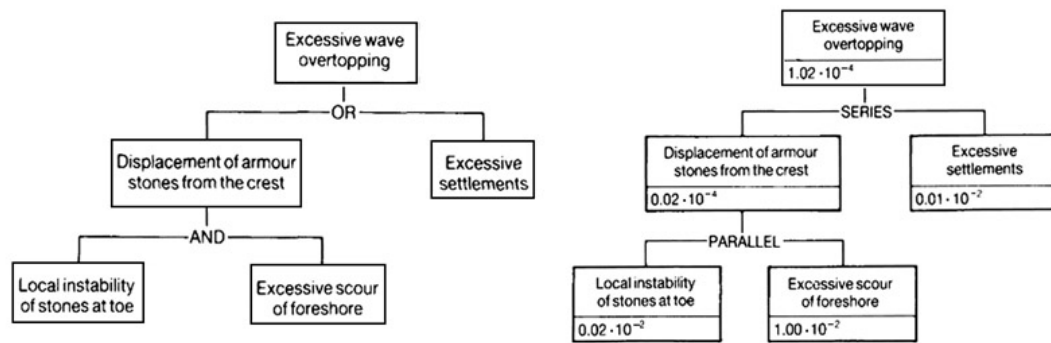 Excessive wave
overtopping
OR
Displacement of armour
stones from the crest
Excessive
settlements
AND
Local instability
of stones at toe
Excessive scour
of foreshore
Excessive wave
overtopping
1.02 · 10⁻⁴
SERIES
Displacement of armour
stones from the crest
0.02 · 10⁻⁴
Excessive
settlements
0.01 · 10⁻²
PARALLEL
Local instability
of stones at toe
0.02 · 10⁻²
Excessive scour
of foreshore
1.00 · 10⁻²